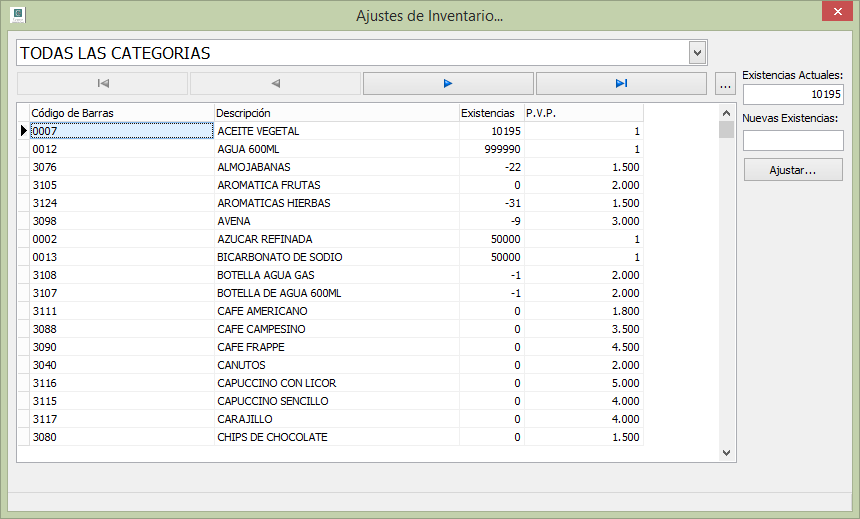 Ajustes de Inventario...
TODAS LAS CATEGORIAS
...
Existencias Actuales:
10195
Nuevas Existencias:
Ajustar...
Código de Barras Descripción Existencias P.V.P.
0007 ACEITE VEGETAL 10195 1
0012 AGUA 600ML 999990 1
3076 ALMOJABANAS -22 1.500
3105 AROMATICA FRUTAS 0 2.000
3124 AROMATICAS HIERBAS -31 1.500
3098 AVENA -9 3.000
0002 AZUCAR REFINADA 50000 1
0013 BICARBONATO DE SODIO 50000 1
3108 BOTELLA AGUA GAS -1 2.000
3107 BOTELLA DE AGUA 600ML -1 2.000
3111 CAFE AMERICANO 0 1.800
3088 CAFE CAMPESINO 0 3.500
3090 CAFE FRAPPE 0 4.500
3040 CANUTOS 0 2.000
3116 CAPUCCINO CON LICOR 0 5.000
3115 CAPUCCINO SENCILLO 0 4.000
3117 CARAJILLO 0 4.000
3080 CHIPS DE CHOCOLATE 0 1.500